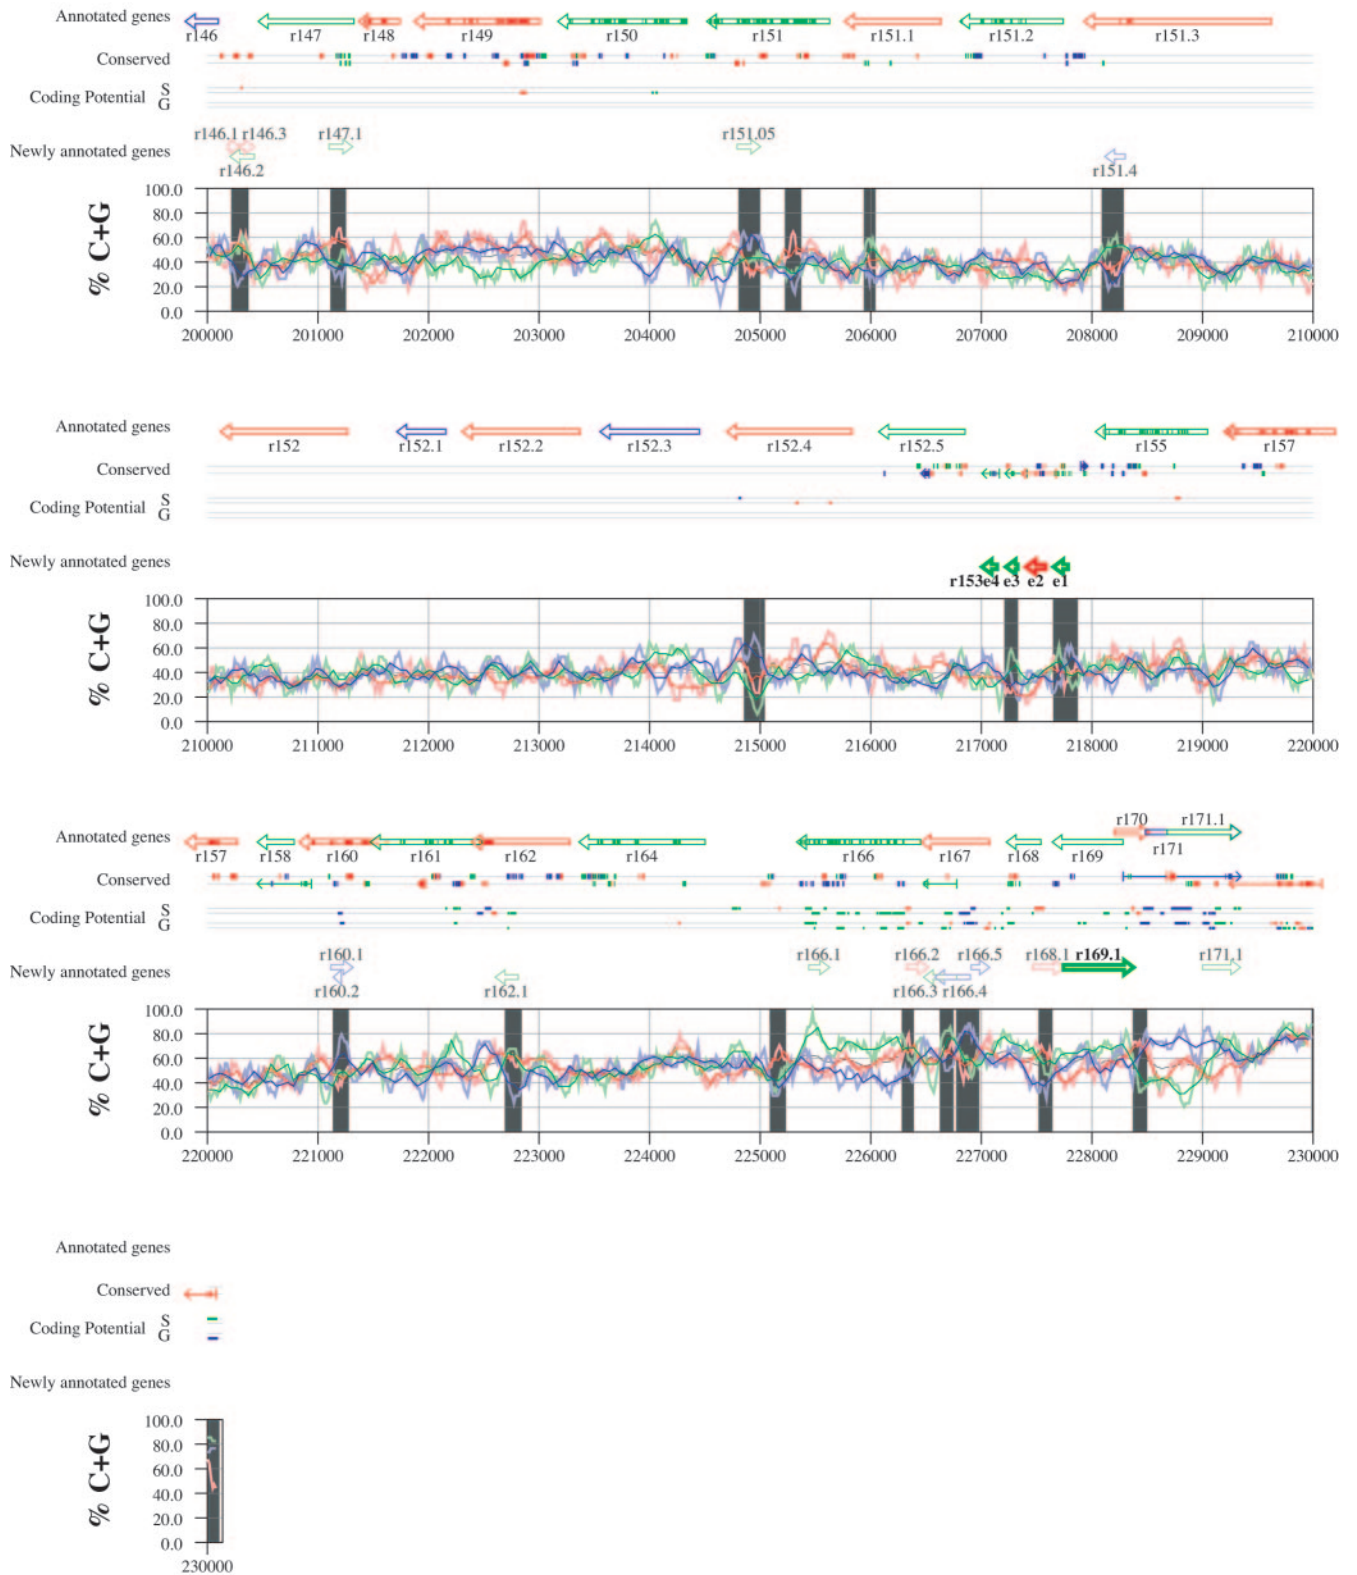 Annotated genes
r146 r147 r148 r149 r150 r151 r151.1 r151.2 r151.3
Conserved
Coding Potential S
G
r146.1 r146.3 r147.1 r151.05
Newly annotated genes
r146.2 r151.4
% C+G
100.0
80.0
60.0
40.0
20.0
0.0
200000 201000 202000 203000 204000 205000 206000 207000 208000 209000 210000
Annotated genes
r152 r152.1 r152.2 r152.3 r152.4 r152.5 r155 r157
Conserved
Coding Potential S
G
Newly annotated genes
r153e4 e3 e2 e1
% C+G
100.0
80.0
60.0
40.0
20.0
0.0
210000 211000 212000 213000 214000 215000 216000 217000 218000 219000 220000
r170 r171.1
Annotated genes
r157 r158 r160 r161 r162 r164 r166 r167 r168 r169 r171
Conserved
Coding Potential S
G
r160.1 r166.1 r166.2 r166.5 r168.1 r169.1 r171.1
Newly annotated genes
r160.2 r162.1 r166.3 r166.4
% C+G
100.0
80.0
60.0
40.0
20.0
0.0
220000 221000 222000 223000 224000 225000 226000 227000 228000 229000 230000
Annotated genes
Conserved
Coding Potential S
G
Newly annotated genes
% C+G
100.0
80.0
60.0
40.0
20.0
0.0
230000